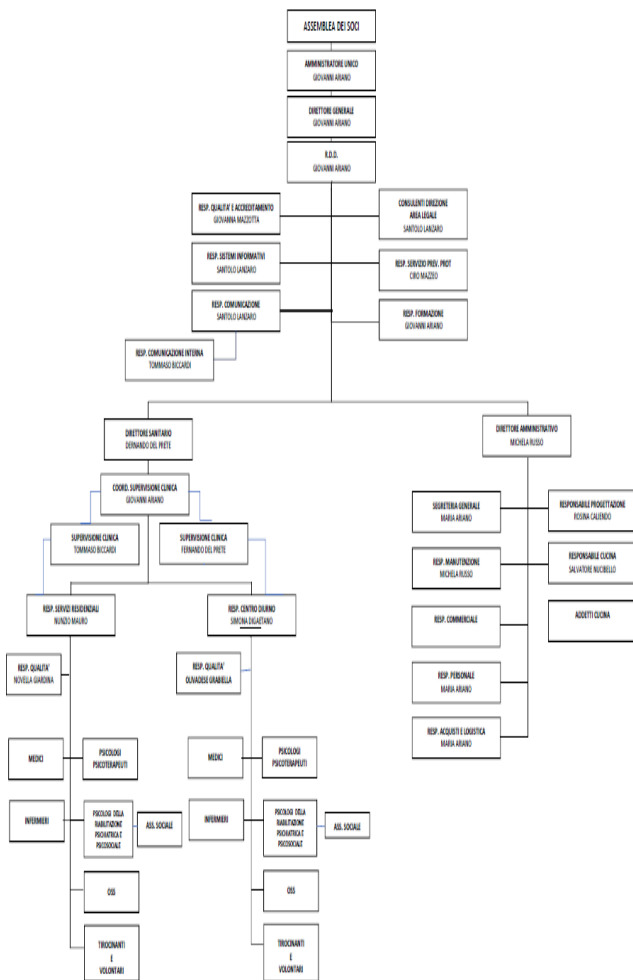 ASSEMBLEA DEI SOCI
AMMINISTRATORE UNICO
GIOVANNI ARIANO
DIRETTORE GENERALE
GIOVANNI ARIANO
R.D.D.
GIOVANNI ARIANO
RESP. QUALITA' E ACCREDITAMENTO
GIOVANNA MAZZOTTA
CONSULENTI DIREZIONE
AREA LEGALE
SANTOLO LANZARO
RESP. SISTEMI INFORMATIVI
SANTOLO LANZARO
RESP. SERVIZIO PREV. PROT
CIRO MAZZEO
RESP. COMUNICAZIONE
SANTOLO LANZARO
RESP. FORMAZIONE
GIOVANNI ARIANO
RESP. COMUNICAZIONE INTERNA
TOMMASO BICCARDI
DIRETTORE SANITARIO
DERNANDO DEL PRETE
DIRETTORE AMMINISTRATIVO
MICHELA RUSSO
COORD. SUPERVISIONE CLINICA
GIOVANNI ARIANO
SUPERVISIONE CLINICA
TOMMASO BICCARDI
SUPERVISIONE CLINICA
FERNANDO DEL PRETE
SEGRETERIA GENERALE
MARIA ARIANO
RESPONSABILE PROGETTAZIONE
ROSINA CALIENDO
RESP. MANUTENZIONE
MICHELA RUSSO
RESPONSABILE CUCINA
SALVATORE NUCIBELLO
RESP. SERVIZI RESIDENZIALI
NUNZIO MAURO
RESP. CENTRO DIURNO
SIMONA DIGAETANO
RESP. COMMERCIALE
ADDETTI CUCINA
RESP. QUALITA'
NOVELLA GIARDINA
RESP. QUALITA'
OLIVADESE GRABIELLA
RESP. PERSONALE
MARIA ARIANO
RESP. ACQUISTI E LOGISTICA
MARIA ARIANO
MEDICI
PSICOLOGI
PSICOTERAPEUTI
MEDICI
PSICOLOGI
PSICOTERAPEUTI
INFERMIERI
PSICOLOGI DELLA
RIABILITAZIONE
PSICHIATRICA E
PSICOSOCIALE
ASS. SOCIALE
INFERMIERI
PSICOLOGI DELLA
RIABILITAZIONE
PSICHIATRICA E
PSICOSOCIALE
ASS. SOCIALE
OSS
OSS
TIROCINANTI
E
VOLONTARI
TIROCINANTI
E
VOLONTARI